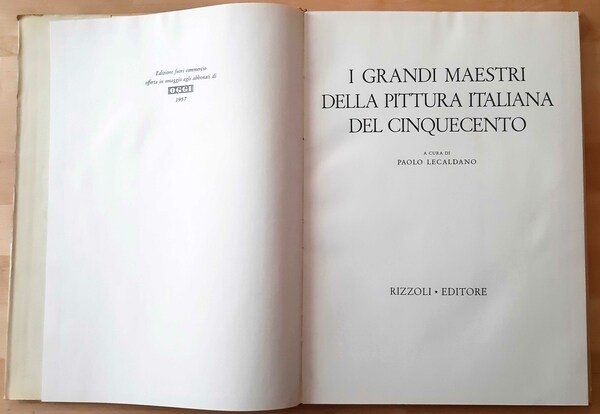 Edizione fuori commercio
offerta in omaggio agli abbonati di
OGGI
1957
I GRANDI MAESTRI
DELLA PITTURA ITALIANA
DEL CINQUECENTO
A CURA DI
PAOLO LECALDANO
RIZZOLI • EDITORE